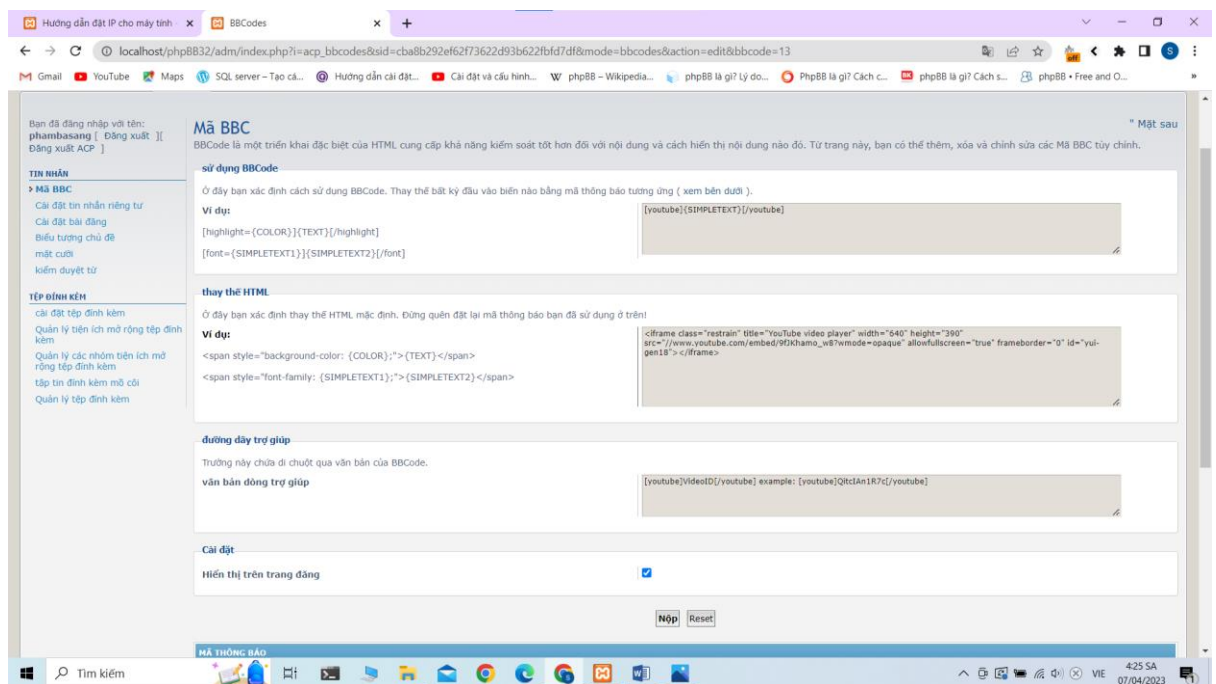 Hướng dẫn đặt IP cho máy tính
BBCodes
localhost/phpBB32/adm/index.php?i=acp_bbcodes&sid=cba8b292ef62f73622d93b622fbfd7df&mode=bbcodes&action=edit&bbcode=13
off
S
Gmail
YouTube
Maps
SQL server – Tạo cá...
Hướng dẫn cài đặt...
Cài đặt và cấu hình...
phpBB – Wikipedia...
phpBB là gì? Lý do...
PhpBB là gì? Cách c...
phpBB là gì? Cách s...
phpBB • Free and O...
Bạn đã đăng nhập với tên:
phambasang [ Đăng xuất ][
Đăng xuất ACP ]
TIN NHẮN
Mã BBC
Cài đặt tin nhắn riêng tư
Cài đặt bài đăng
Biểu tượng chủ đề
mặt cười
kiểm duyệt từ
TỆP ĐÍNH KÈM
cài đặt tệp đính kèm
Quản lý tiện ích mở rộng tệp đính
kèm
Quản lý các nhóm tiện ích mở
rộng tệp đính kèm
tập tin đính kèm mồ côi
Quản lý tệp đính kèm
" Mặt sau
Mã BBC
BBCode là một triển khai đặc biệt của HTML cung cấp khả năng kiểm soát tốt hơn đối với nội dung và cách hiển thị nội dung nào đó. Từ trang này, bạn có thể thêm, xóa và chỉnh sửa các Mã BBC tùy chỉnh.
sử dụng BBCode
Ở đây bạn xác định cách sử dụng BBCode. Thay thế bất kỳ đầu vào biến nào bằng mã thông báo tương ứng ( xem bên dưới ).
Ví dụ:
[highlight={COLOR}]{TEXT}[/highlight]
[font={SIMPLETEXT1}]{SIMPLETEXT2}[/font]
[youtube]{SIMPLETEXT}[/youtube]
thay thế HTML
Ở đây bạn xác định thay thế HTML mặc định. Đừng quên đặt lại mã thông báo bạn đã sử dụng ở trên!
Ví dụ:
<span style="background-color: {COLOR};">{TEXT}</span>
<span style="font-family: {SIMPLETEXT1};">{SIMPLETEXT2}</span>
<iframe class="restrain" title="YouTube video player" width="640" height="390"
src="//www.youtube.com/embed/9fJKhamo_w8?wmode=opaque" allowfullscreen="true" frameborder="0" id="yui-
gen18"></iframe>
đường dây trợ giúp
Trường này chứa di chuột qua văn bản của BBCode.
văn bản dòng trợ giúp
[youtube]VideoID[/youtube] example: [youtube]QitcIAn1R7c[/youtube]
Cài đặt
Hiển thị trên trang đăng
Nộp
Reset
MÃ THÔNG BÁO
Tìm kiếm
VIE
4:25 SA
07/04/2023